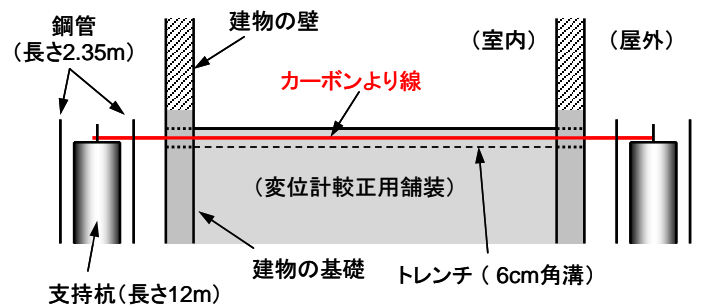 鋼管
(長さ2.35m)
建物の壁
(室内)
(屋外)
カーボンより線
(変位計較正用舗装)
建物の基礎
トレンチ ( 6cm角溝)
支持杭(長さ12m)